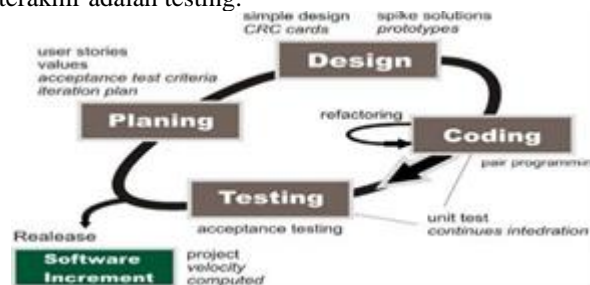 terakhir adalah testing.
simple design
CRC cards
spike solutions
prototypes
user stories
values
acceptance test criteria
iteration plan
Design
Planing
refactoring
Coding
pair programmin
Testing
acceptance testing
unit test
continues intedration
Realease
Software
Increment
project
velocity
computed